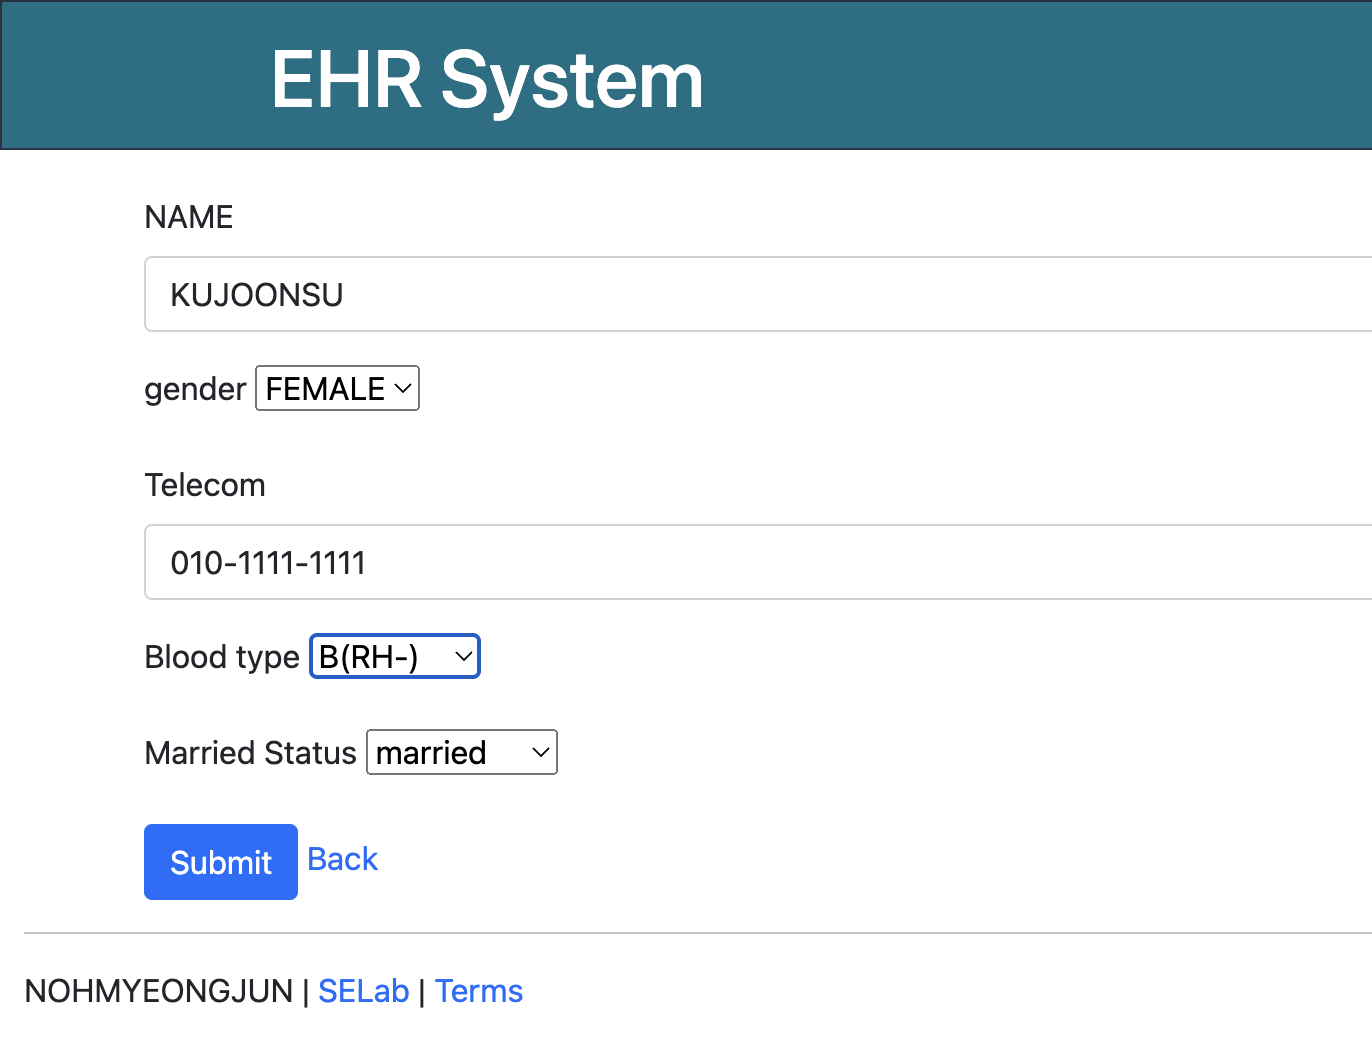 EHR System
NAME
KUJOONSU
gender FEMALE
Telecom
010-1111-1111
Blood type B(RH-)
Married Status married
Submit Back
NOHMYEONGJUN | SELab | Terms